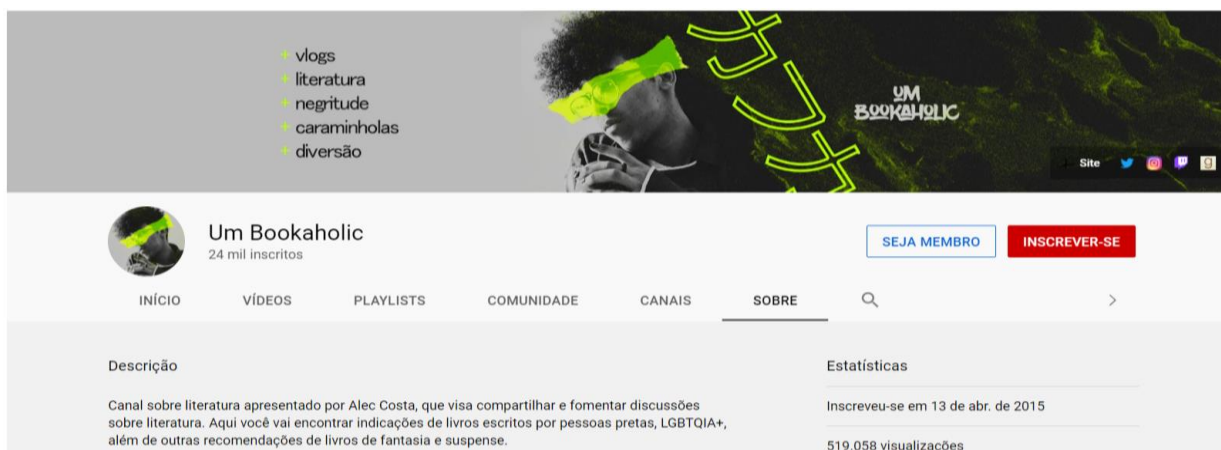 + vlogs
+ literatura
+ negritude
+ caraminholas
+ diversão
UM
BOOKAHOLIC
Site
Um Bookaholic
24 mil inscritos
SEJA MEMBRO
INSCREVER-SE
INÍCIO VÍDEOS PLAYLISTS COMUNIDADE CANAIS SOBRE
Descrição
Canal sobre literatura apresentado por Alec Costa, que visa compartilhar e fomentar discussões
sobre literatura. Aqui você vai encontrar indicações de livros escritos por pessoas pretas, LGBTQIA+,
além de outras recomendações de livros de fantasia e suspense.
Estatísticas
Inscreveu-se em 13 de abr. de 2015
519.058 visualizações